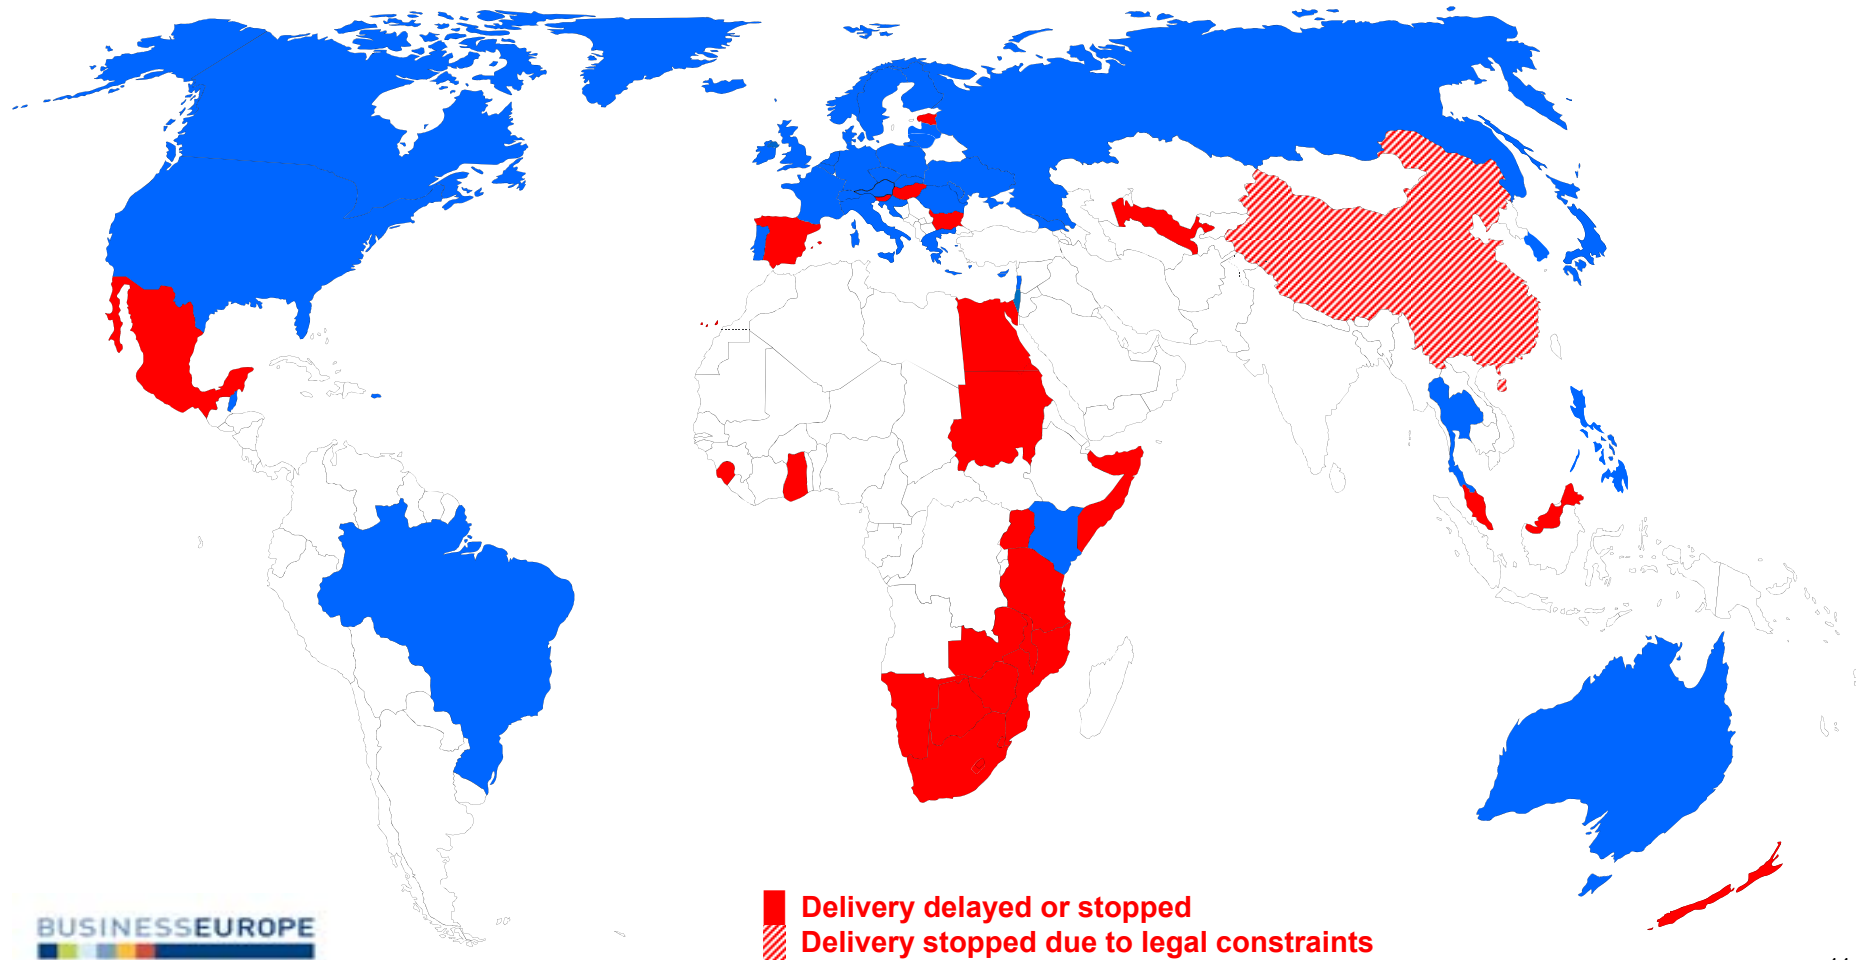 BUSINESSEUROPE
Delivery delayed or stopped
Delivery stopped due to legal constraints